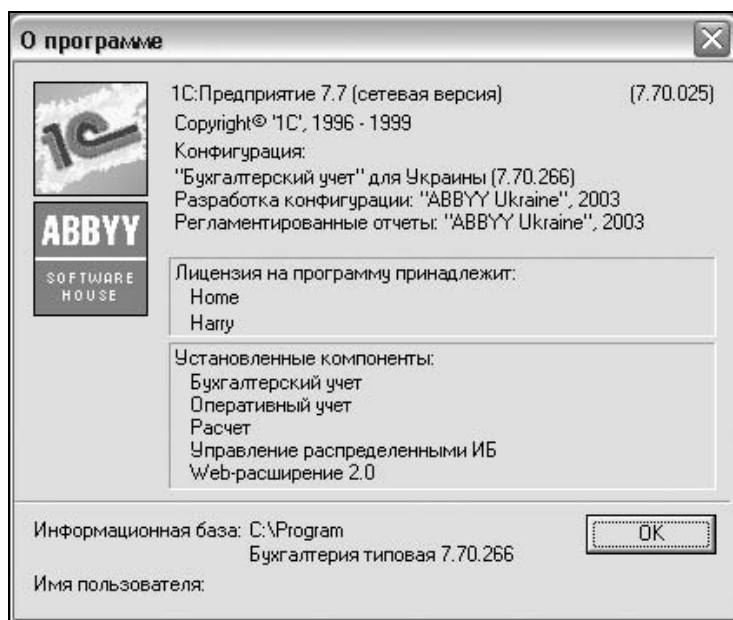 О программе
1С:Предприятие 7.7 (сетевая версия) (7.70.025)
Copyright© '1С', 1996 - 1999
Конфигурация:
"Бухгалтерский учет" для Украины (7.70.266)
Разработка конфигурации: "ABBYY Ukraine", 2003
Регламентированные отчеты: "ABBYY Ukraine", 2003
1С
ABBYY
SOFTWARE
HOUSE
Лицензия на программу принадлежит:
Home
Harry
Установленные компоненты:
Бухгалтерский учет
Оперативный учет
Расчет
Управление распределенными ИБ
Web-расширение 2.0
Информационная база: C:\Program
Бухгалтерия типовая 7.70.266
OK
Имя пользователя: